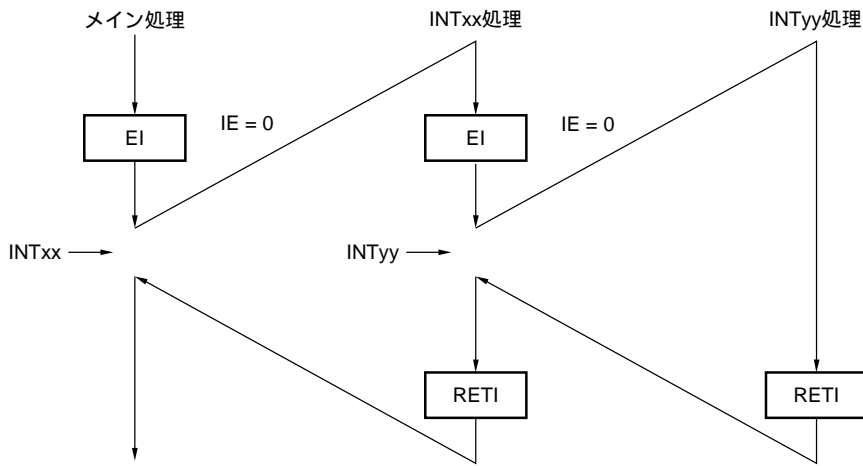 メイン処理
INTxx処理
INTyy処理
EI
IE = 0
EI
IE = 0
INTxx
INTyy
RETI
RETI